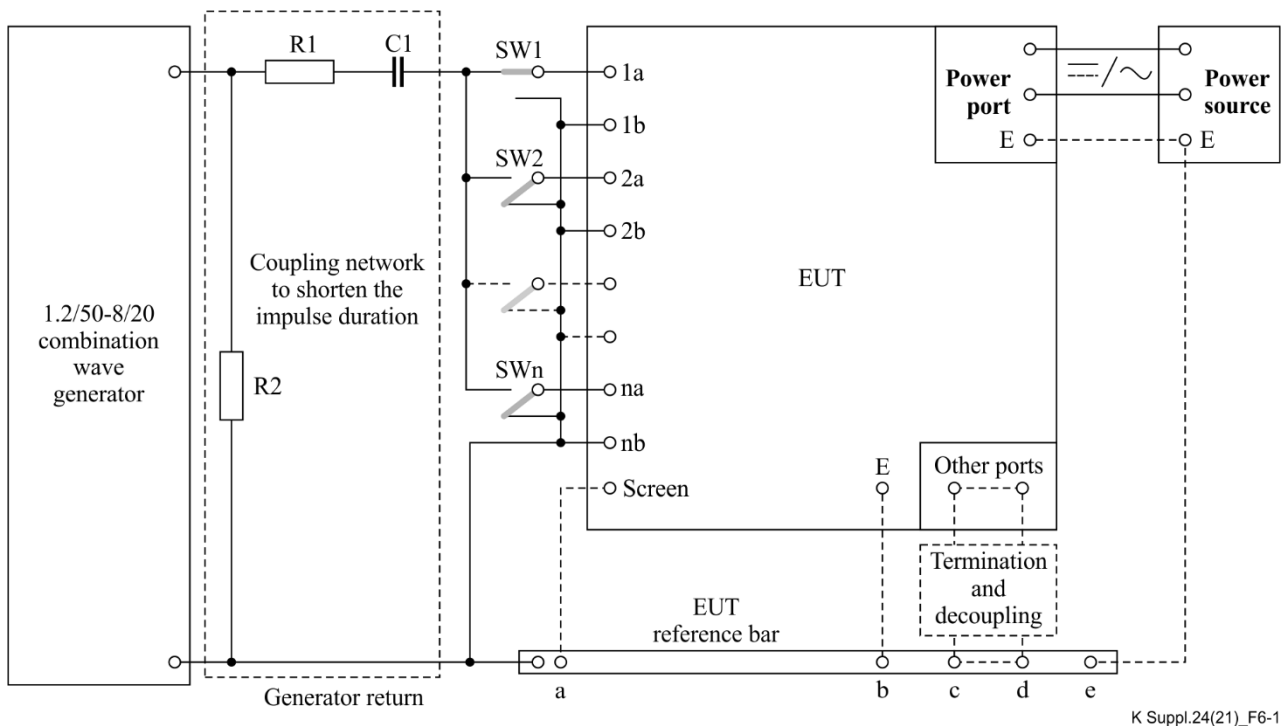 R1
C1
SW1
1a
1b
SW2
2a
2b
SWn
na
nb
Screen
1.2/50-8/20
combination
wave
generator
R2
Coupling network
to shorten the
impulse duration
Generator return
EUT
Power
port
E
Power
source
E
E
Other ports
Termination
and
decoupling
EUT
reference bar
a
b
c
d
e
K Suppl.24(21)_F6-1